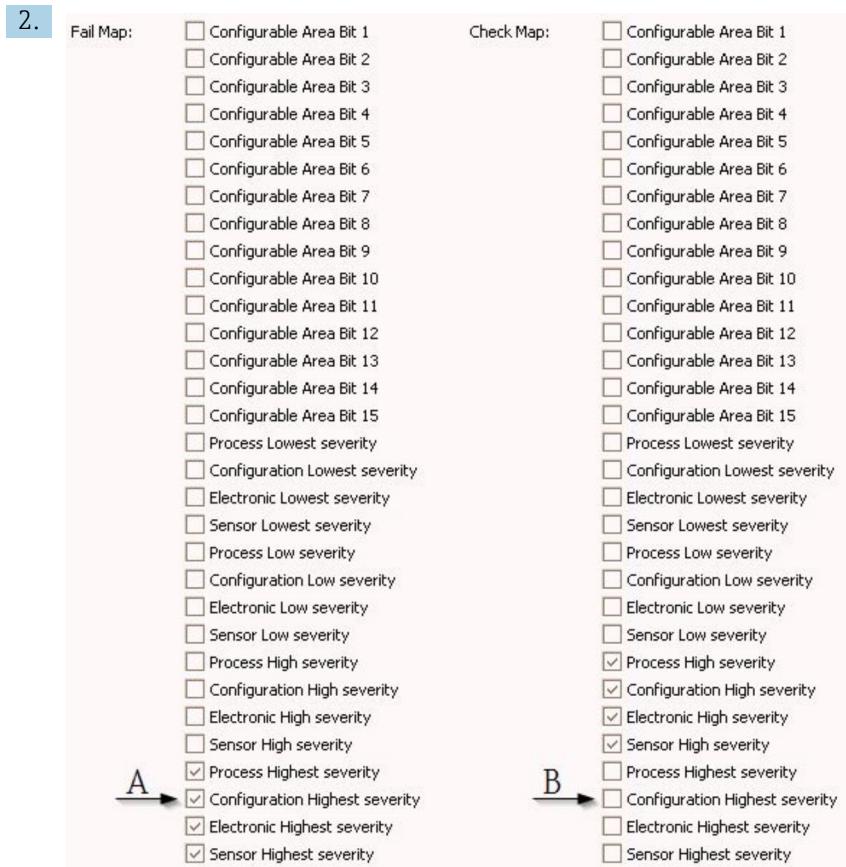 2.
Fail Map:
Configurable Area Bit 1
Configurable Area Bit 2
Configurable Area Bit 3
Configurable Area Bit 4
Configurable Area Bit 5
Configurable Area Bit 6
Configurable Area Bit 7
Configurable Area Bit 8
Configurable Area Bit 9
Configurable Area Bit 10
Configurable Area Bit 11
Configurable Area Bit 12
Configurable Area Bit 13
Configurable Area Bit 14
Configurable Area Bit 15
Process Lowest severity
Configuration Lowest severity
Electronic Lowest severity
Sensor Lowest severity
Process Low severity
Configuration Low severity
Electronic Low severity
Sensor Low severity
Process High severity
Configuration High severity
Electronic High severity
Sensor High severity
Process Highest severity
A
Configuration Highest severity
Electronic Highest severity
Sensor Highest severity
Check Map:
Configurable Area Bit 1
Configurable Area Bit 2
Configurable Area Bit 3
Configurable Area Bit 4
Configurable Area Bit 5
Configurable Area Bit 6
Configurable Area Bit 7
Configurable Area Bit 8
Configurable Area Bit 9
Configurable Area Bit 10
Configurable Area Bit 11
Configurable Area Bit 12
Configurable Area Bit 13
Configurable Area Bit 14
Configurable Area Bit 15
Process Lowest severity
Configuration Lowest severity
Electronic Lowest severity
Sensor Lowest severity
Process Low severity
Configuration Low severity
Electronic Low severity
Sensor Low severity
Process High severity
Configuration High severity
Electronic High severity
Sensor High severity
Process Highest severity
B
Configuration Highest severity
Electronic Highest severity
Sensor Highest severity